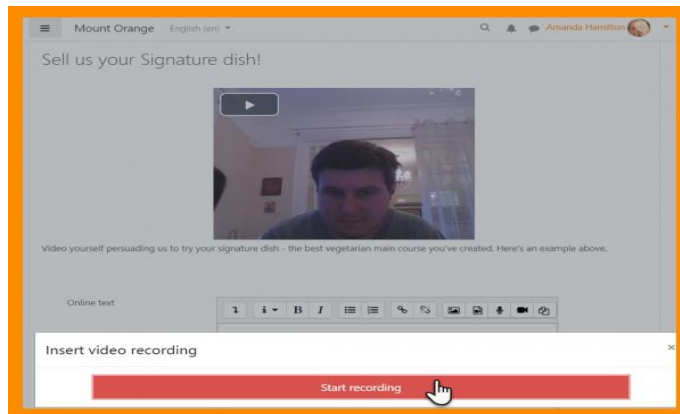 Mount Orange English (en)
Amanda Hamilton
Sell us your Signature dish!
Video yourself persuading us to try your signature dish - the best vegetarian main course you've created. Here's an example above.
Online text
B I
Insert video recording
×
Start recording